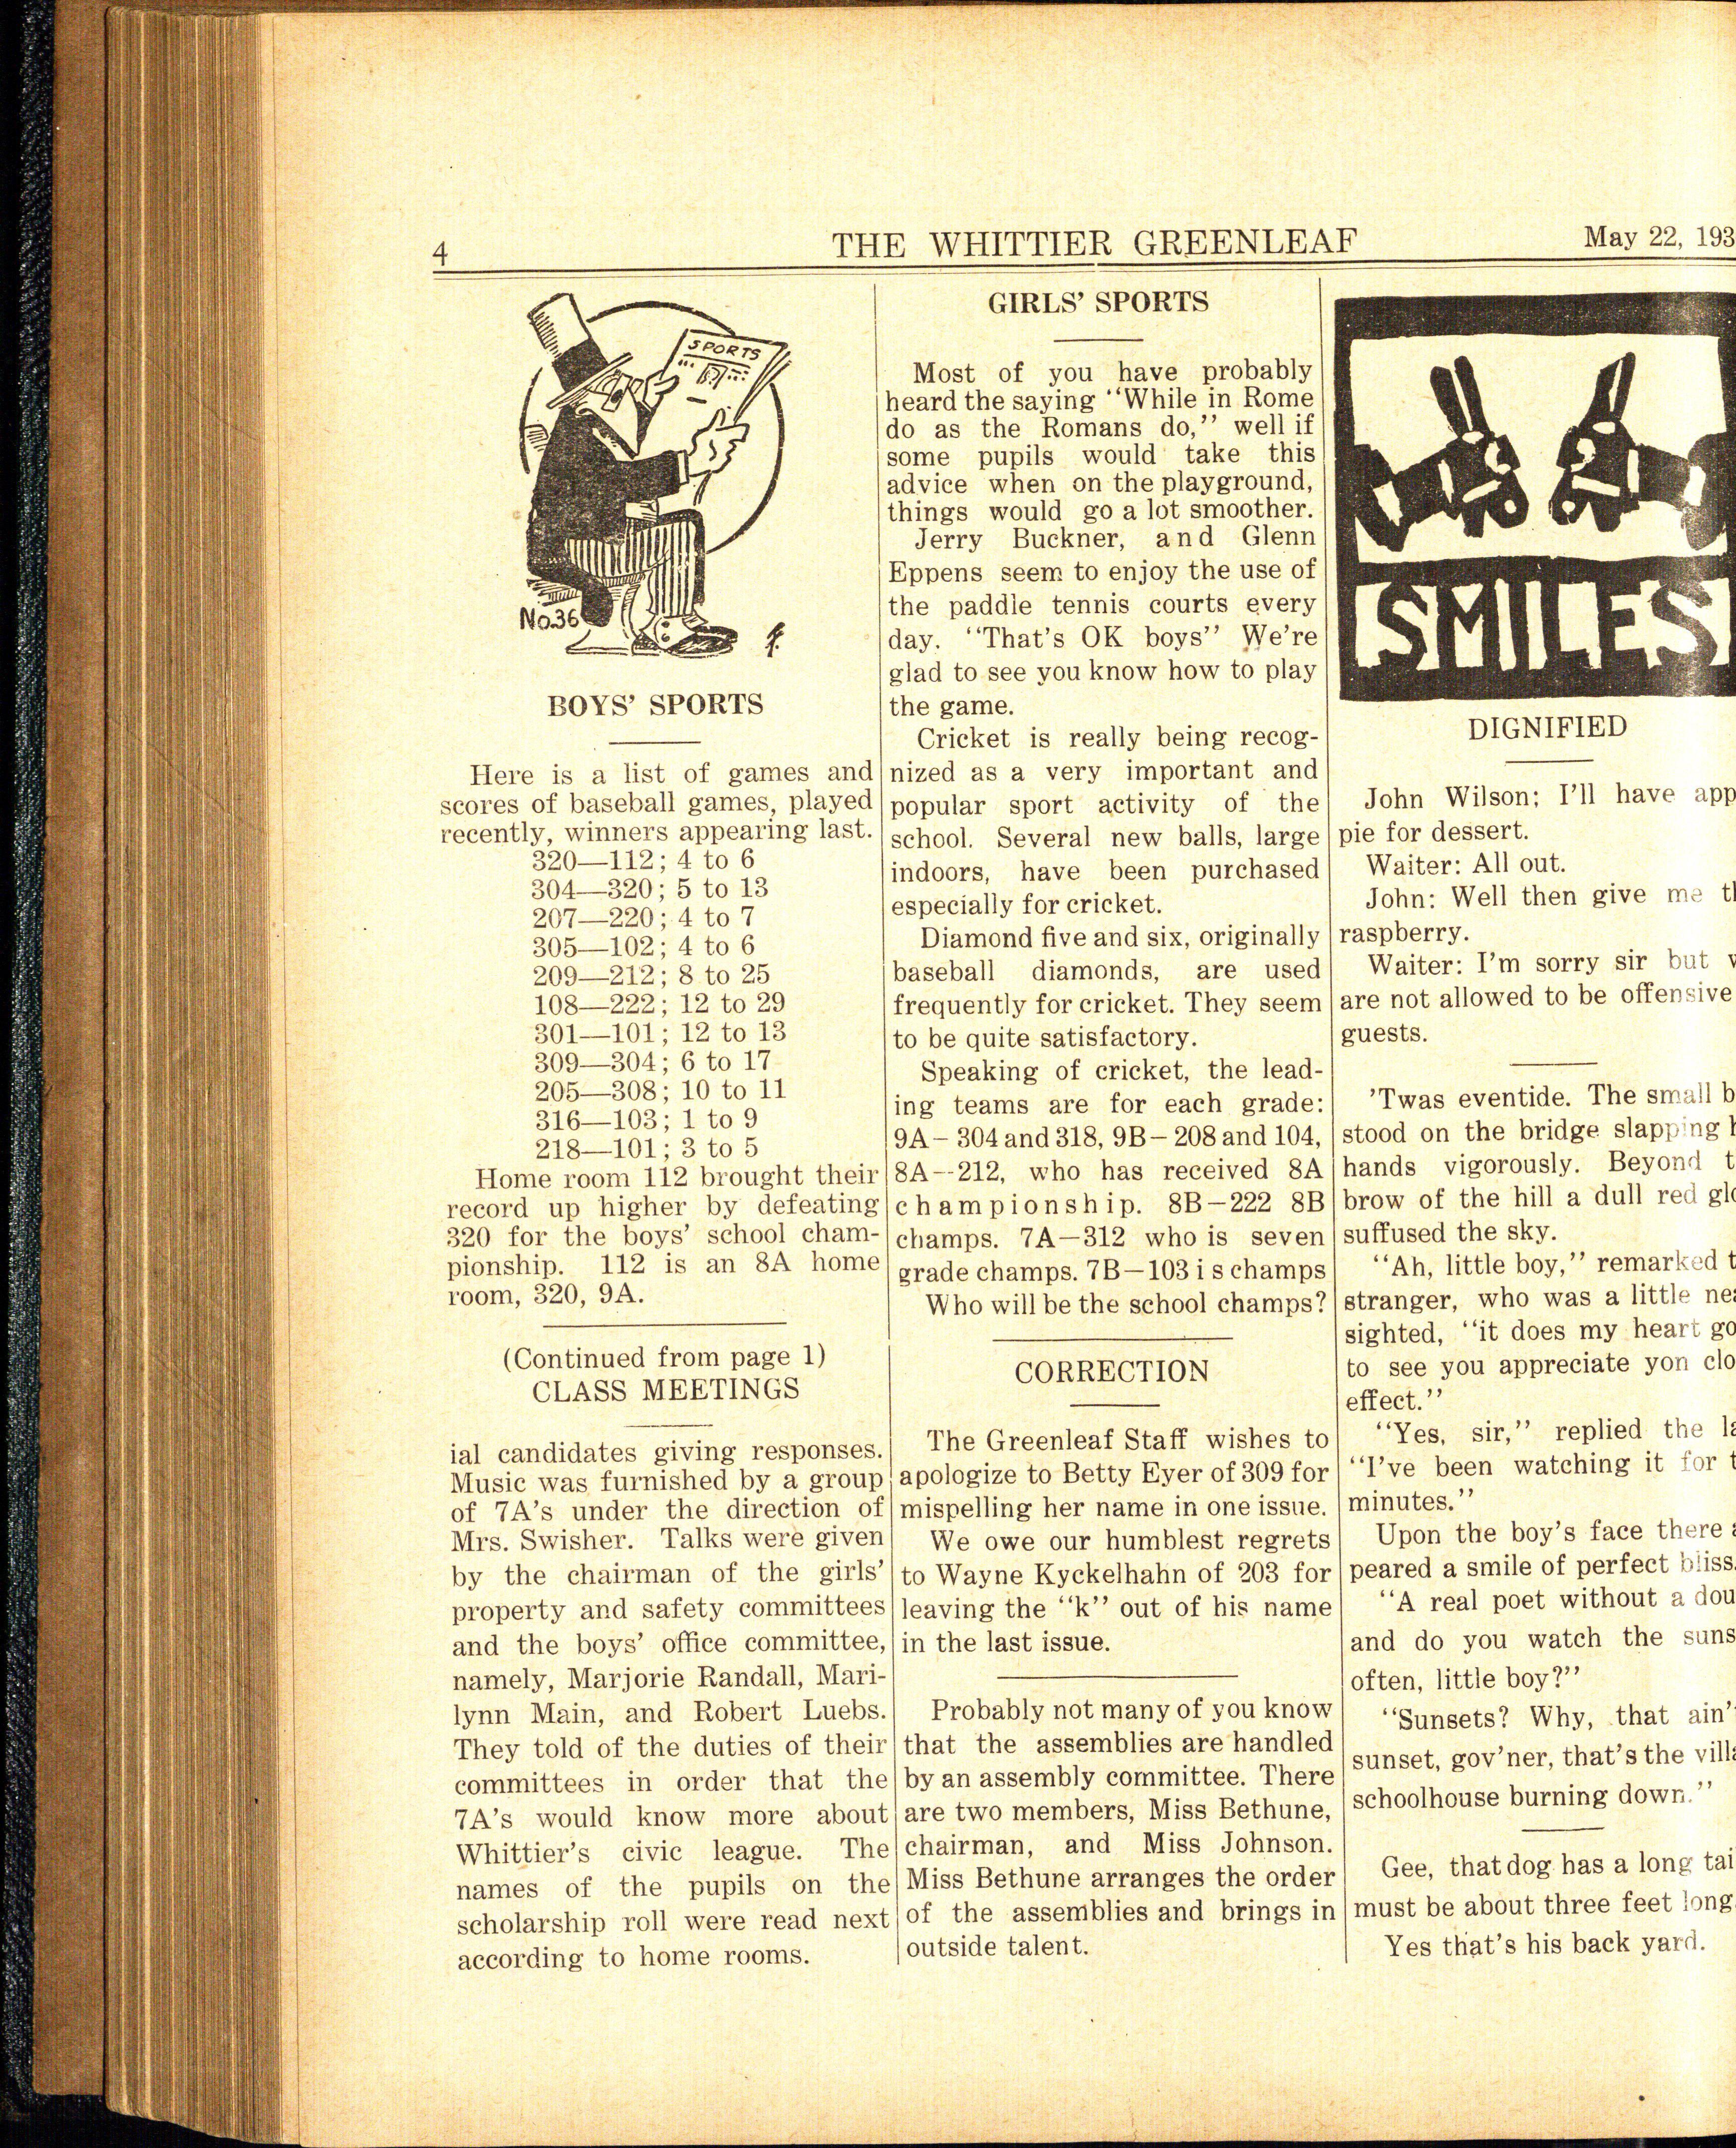 4
THE WHITTIER GREENLEAF
May 22, 193
SPORTS
No.36
BOYS' SPORTS
Here is a list of games and
scores of baseball games, played
recently, winners appearing last.
320—112; 4 to 6
304—320; 5 to 13
207—220; 4 to 7
305—102; 4 to 6
209—212; 8 to 25
108—222; 12 to 29
301—101; 12 to 13
309—304; 6 to 17
205—308; 10 to 11
316—103; 1 to 9
218—101; 3 to 5
Home room 112 brought their
record up higher by defeating
320 for the boys' school cham-
pionship. 112 is an 8A home
room, 320, 9A.
(Continued from page 1)
CLASS MEETINGS
ial candidates giving responses.
Music was furnished by a group
of 7A's under the direction of
Mrs. Swisher. Talks were given
by the chairman of the girls'
property and safety committees
and the boys' office committee,
namely, Marjorie Randall, Mari-
lynn Main, and Robert Luebs.
They told of the duties of their
committees in order that the
7A's would know more about
Whittier's civic league. The
names of the pupils on the
scholarship roll were read next
according to home rooms.
GIRLS' SPORTS
Most of you have probably
heard the saying "While in Rome
do as the Romans do," well if
some pupils would take this
advice when on the playground,
things would go a lot smoother.
Jerry Buckner, and Glenn
Eppens seem to enjoy the use of
the paddle tennis courts every
day. "That's OK boys" We're
glad to see you know how to play
the game.
Cricket is really being recog-
nized as a very important and
popular sport activity of the
school. Several new balls, large
indoors, have been purchased
especially for cricket.
Diamond five and six, originally
baseball diamonds, are used
frequently for cricket. They seem
to be quite satisfactory.
Speaking of cricket, the lead-
ing teams are for each grade:
9A—304 and 318, 9B—208 and 104,
8A--212, who has received 8A
championship. 8B—222 8B
champs. 7A—312 who is seven
grade champs. 7B—103 i s champs
Who will be the school champs?
CORRECTION
The Greenleaf Staff wishes to
apologize to Betty Eyer of 309 for
mispelling her name in one issue.
We owe our humblest regrets
to Wayne Kyckelhahn of 203 for
leaving the "k" out of his name
in the last issue.
Probably not many of you know
that the assemblies are handled
by an assembly committee. There
are two members, Miss Bethune,
chairman, and Miss Johnson.
Miss Bethune arranges the order
of the assemblies and brings in
outside talent.
SMILES
DIGNIFIED
John Wilson; I'll have app
pie for dessert.
Waiter: All out.
John: Well then give me th
raspberry.
Waiter: I'm sorry sir but
are not allowed to be offensive
guests.
'Twas eventide. The small b
stood on the bridge slapping h
hands vigorously. Beyond t
brow of the hill a dull red glo
suffused the sky.
"Ah, little boy," remarked t
stranger, who was a little nea
sighted, "it does my heart go
to see you appreciate yon clo
effect."
"Yes, sir," replied the la
"I've been watching it for t
minutes."
Upon the boy's face there a
peared a smile of perfect bliss.
"A real poet without a dou
and do you watch the suns
often, little boy?"
"Sunsets? Why, that ain't
sunset, gov'ner, that's the villa
schoolhouse burning down."
Gee, that dog has a long tai
must be about three feet long.
Yes that's his back yard.